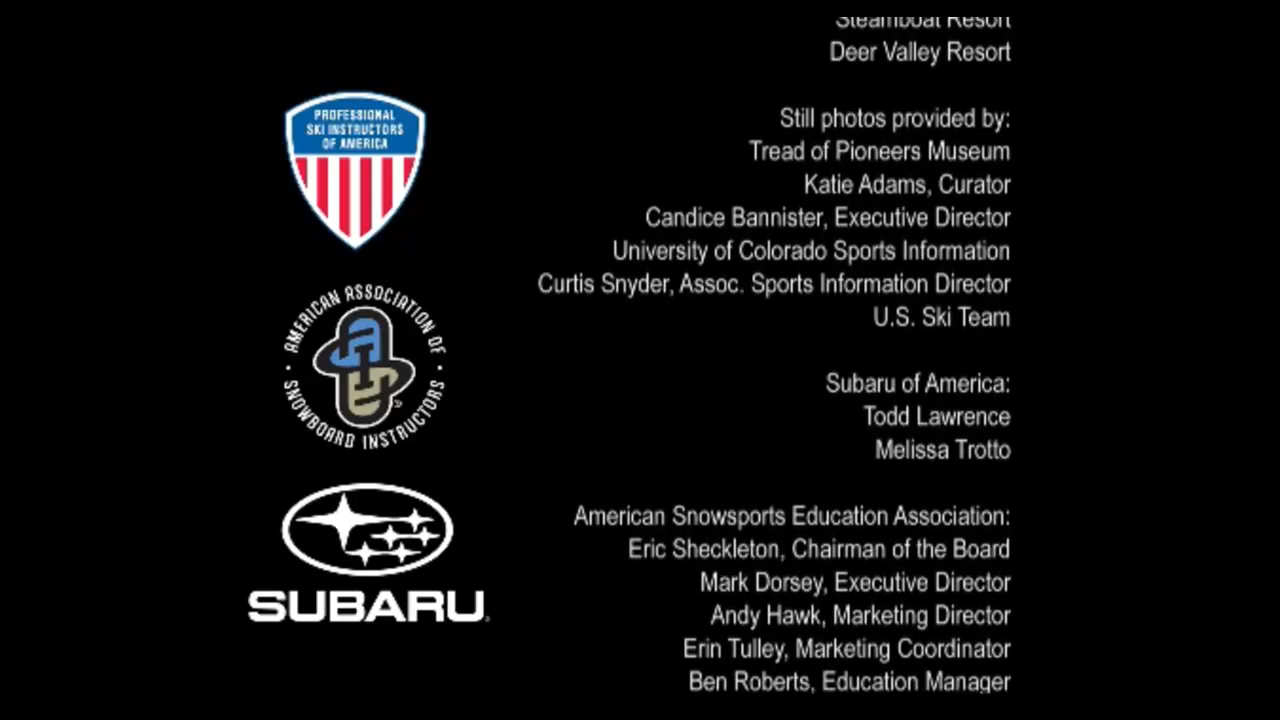 Steamboat Resort
Deer Valley Resort
PROFESSIONAL
SKI INSTRUCTORS
OF AMERICA
Still photos provided by:
Tread of Pioneers Museum
Katie Adams, Curator
Candice Bannister, Executive Director
University of Colorado Sports Information
Curtis Snyder, Assoc. Sports Information Director
U.S. Ski Team
AMERICAN ASSOCIATION OF
SNOWBOARD INSTRUCTORS
Subaru of America:
Todd Lawrence
Melissa Trotto
SUBARU
American Snowsports Education Association:
Eric Sheckleton, Chairman of the Board
Mark Dorsey, Executive Director
Andy Hawk, Marketing Director
Erin Tulley, Marketing Coordinator
Ben Roberts, Education Manager